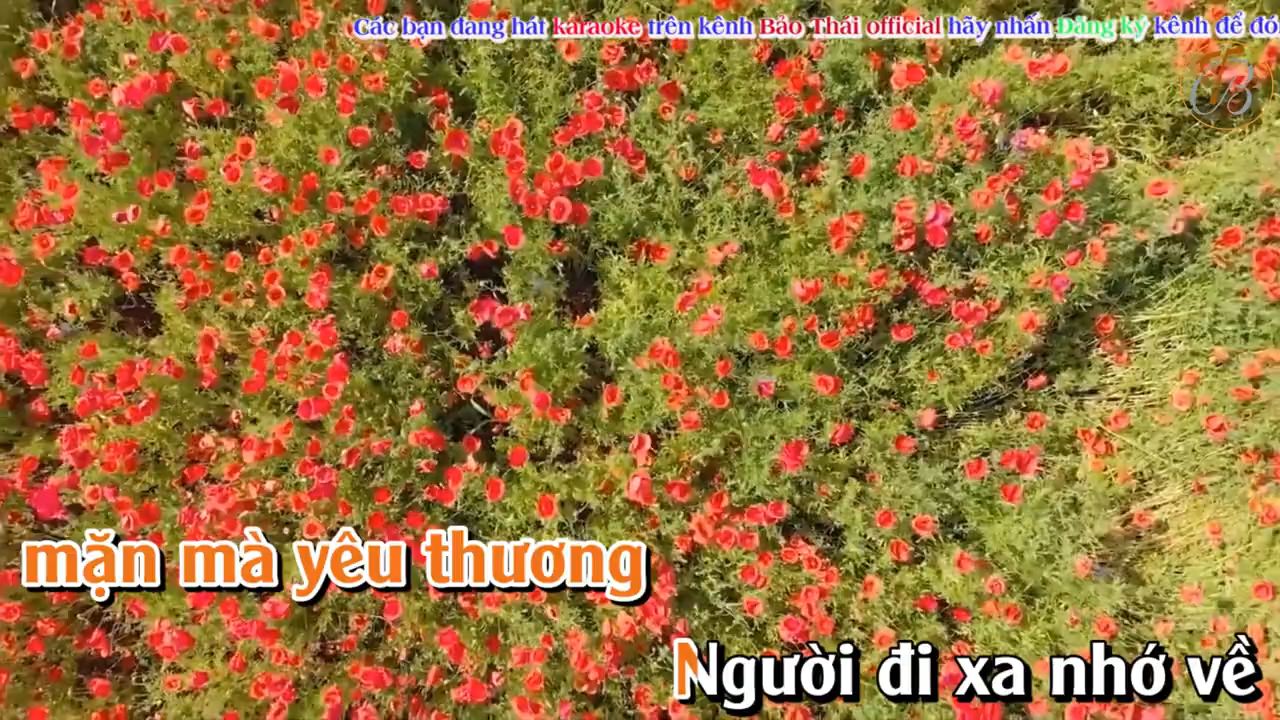 Các bạn đang hát karaoke trên kênh Bảo Thái official hãy nhấn Đăng ký kênh để đó
mặn mà yêu thương
Người đi xa nhớ về